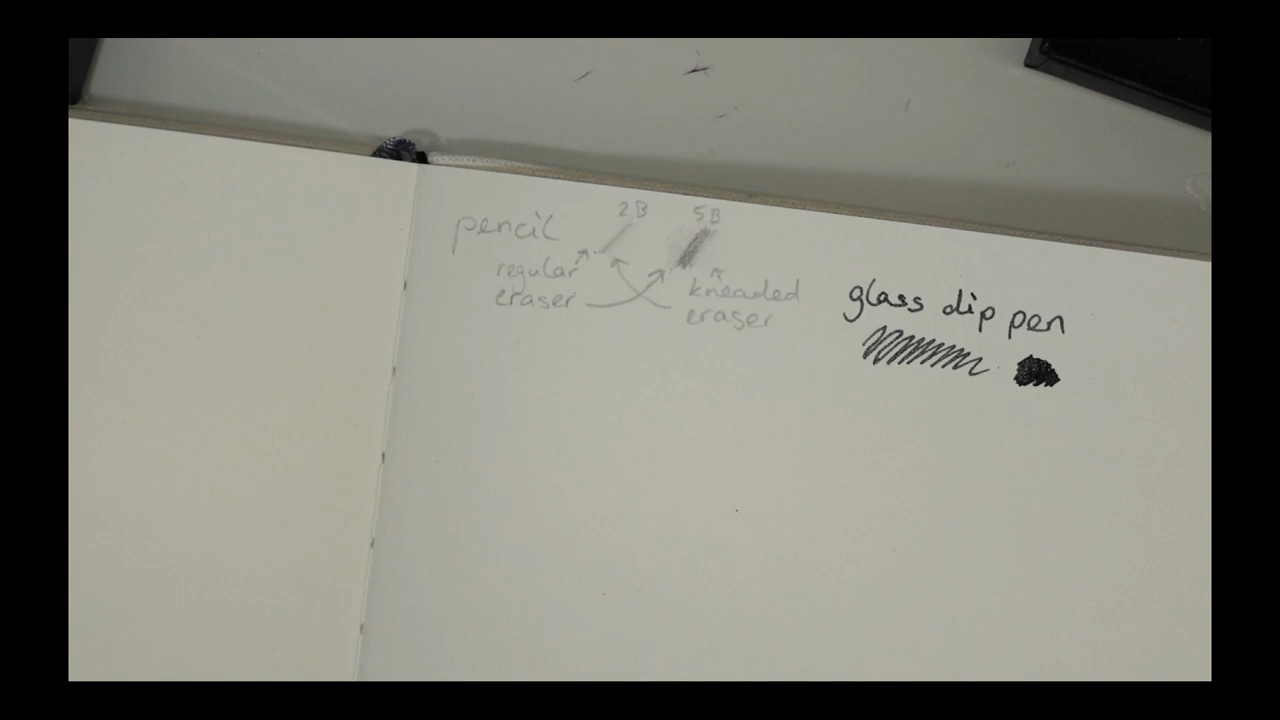 2B 5B
pencil
regular
eraser
kneaded
eraser
glass dip pen